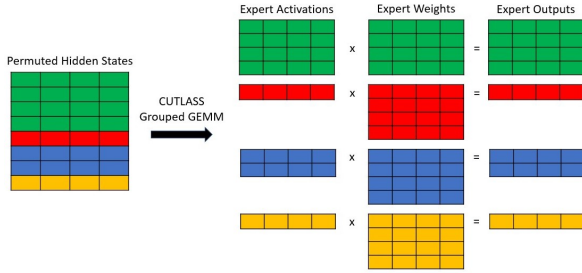 Expert Activations Expert Weights Expert Outputs
Permuted Hidden States
x =
CUTLASS
Grouped GEMM
x =
x =
x =